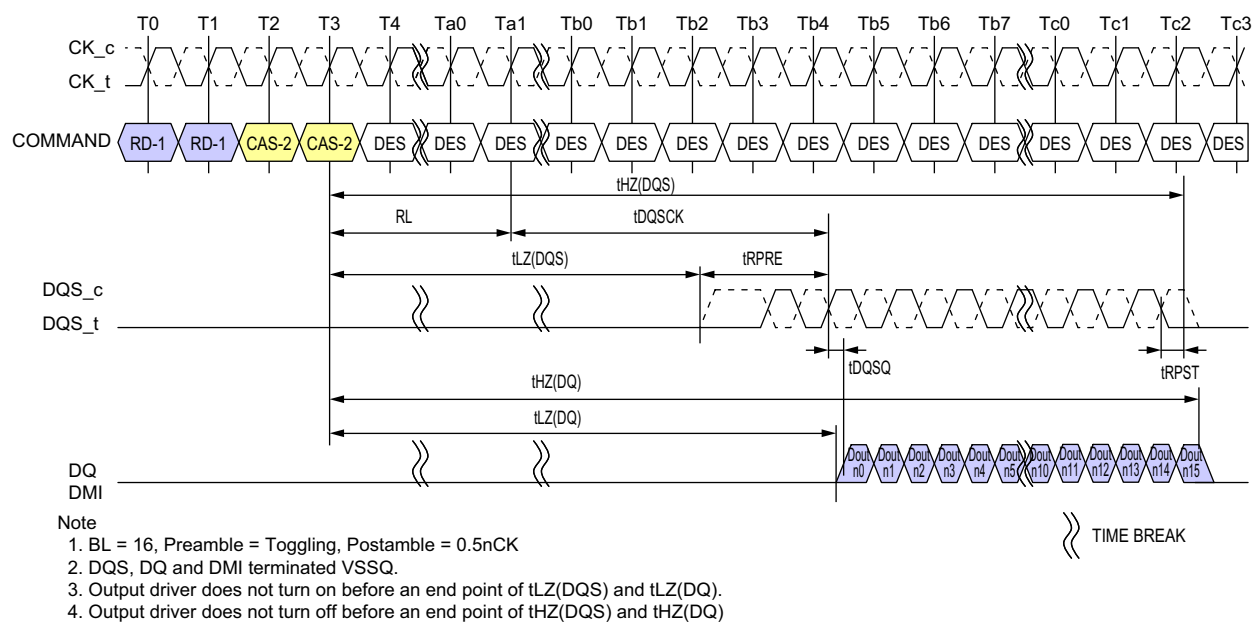 T0 T1 T2 T3 T4 Ta0 Ta1 Tb0 Tb1 Tb2 Tb3 Tb4 Tb5 Tb6 Tb7 Tc0 Tc1 Tc2 Tc3
CK_c
CK_t
COMMAND RD-1 RD-1 CAS-2 CAS-2 DES DES DES DES DES DES DES DES DES DES DES DES DES DES DES
tHZ(DQS)
RL tDQSCK
tLZ(DQS) tRPRE
DQS_c
DQS_t
tDQSQ tRPST
tHZ(DQ)
tLZ(DQ)
Dout Dout Dout Dout Dout Dout Dout Dout Dout Dout Dout Dout
n0 n1 n2 n3 n4 n5 n10 n11 n12 n13 n14 n15
DQ
DMI
Note
1. BL = 16, Preamble = Toggling, Postamble = 0.5nCK
2. DQS, DQ and DMI terminated VSSQ.
3. Output driver does not turn on before an end point of tLZ(DQS) and tLZ(DQ).
4. Output driver does not turn off before an end point of tHZ(DQS) and tHZ(DQ)
TIME BREAK